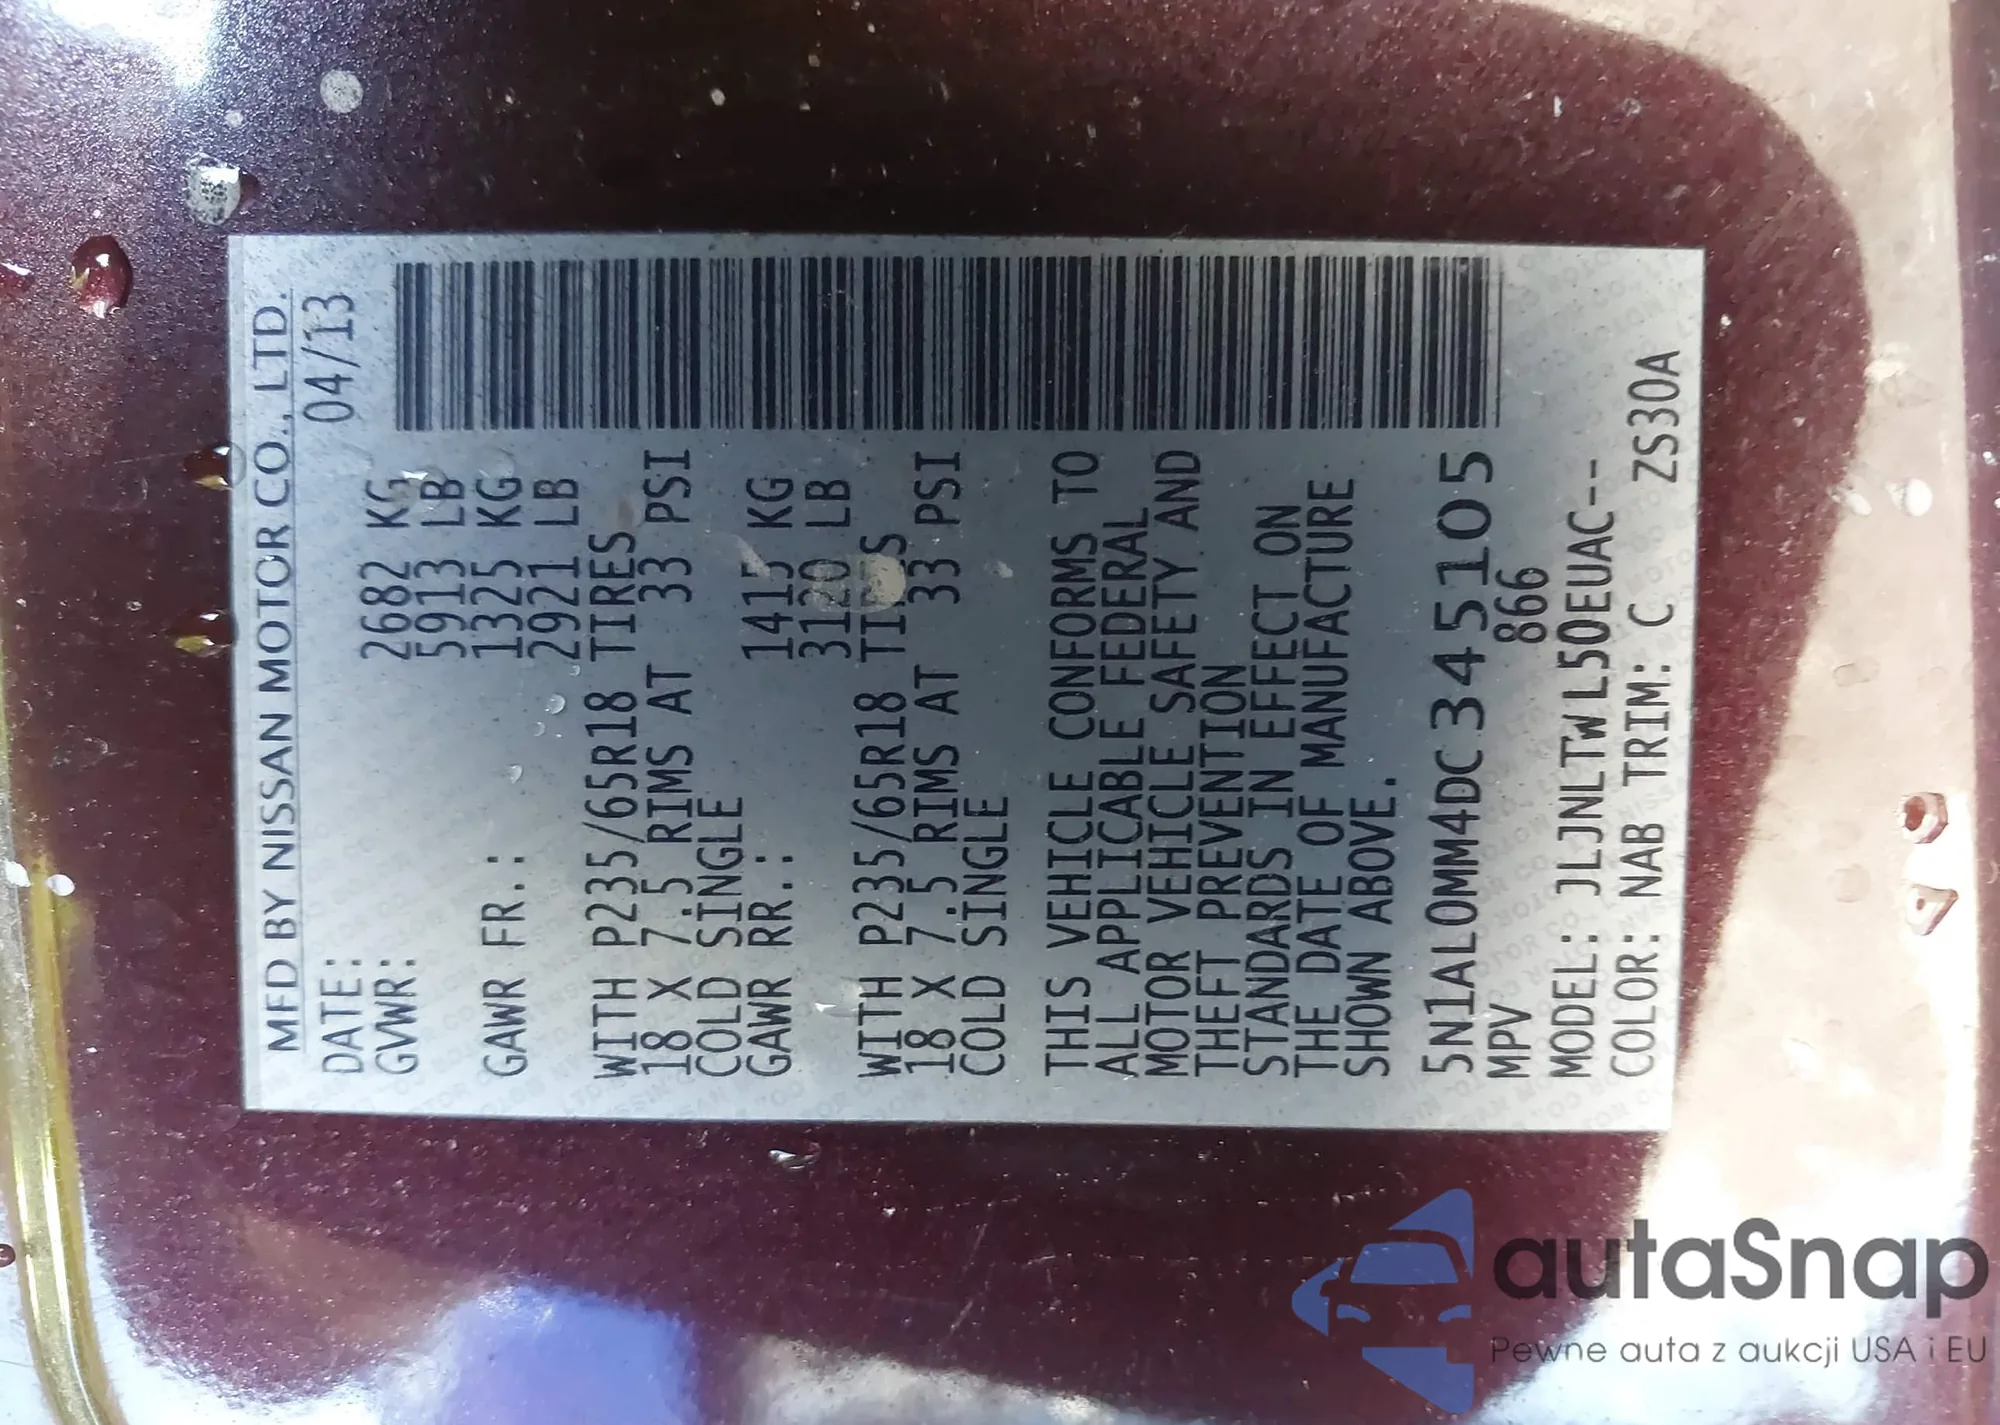 MFD BY NISSAN MOTOR CO., LTD.
DATE: 04/13
GVWR: 2682 KG
5913 LB
GAWR FR.: 1325 KG
2921 LB
WITH P235/65R18 TIRES
18 X 7.5 RIMS AT 33 PSI
COLD SINGLE
GAWR RR.: 1415 KG
3120 LB
WITH P235/65R18 TIRES
18 X 7.5 RIMS AT 33 PSI
COLD SINGLE
THIS VEHICLE CONFORMS TO
ALL APPLICABLE FEDERAL
MOTOR VEHICLE SAFETY AND
THEFT PREVENTION
STANDARDS IN EFFECT ON
THE DATE OF MANUFACTURE
SHOWN ABOVE.
5N1AL0MM4DC345105
MPV 866
MODEL: JLJNLTWL50EUAC--
COLOR: NAB TRIM: C ZS30A
autaSnap
Pewne auta z aukcji USA i EU